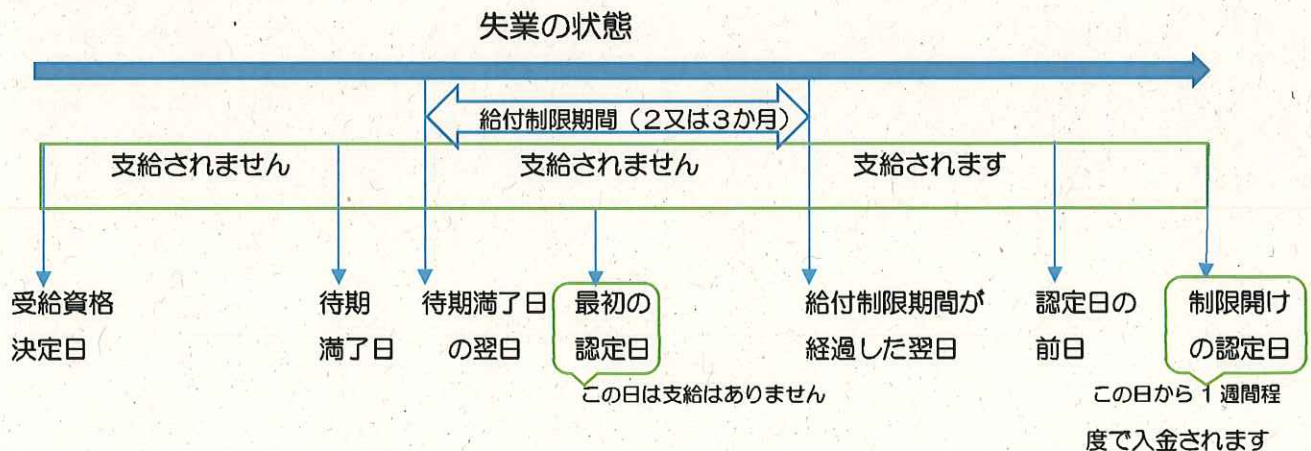 失業の状態
給付制限期間（2又は3か月）
支給されません
支給されません
支給されます
受給資格
決定日
待期
満了日
待期満了日
の翌日
最初の
認定日
この日は支給はありません
給付制限期間が
経過した翌日
認定日の
前日
制限開け
の認定日
この日から1週間程
度で入金されます